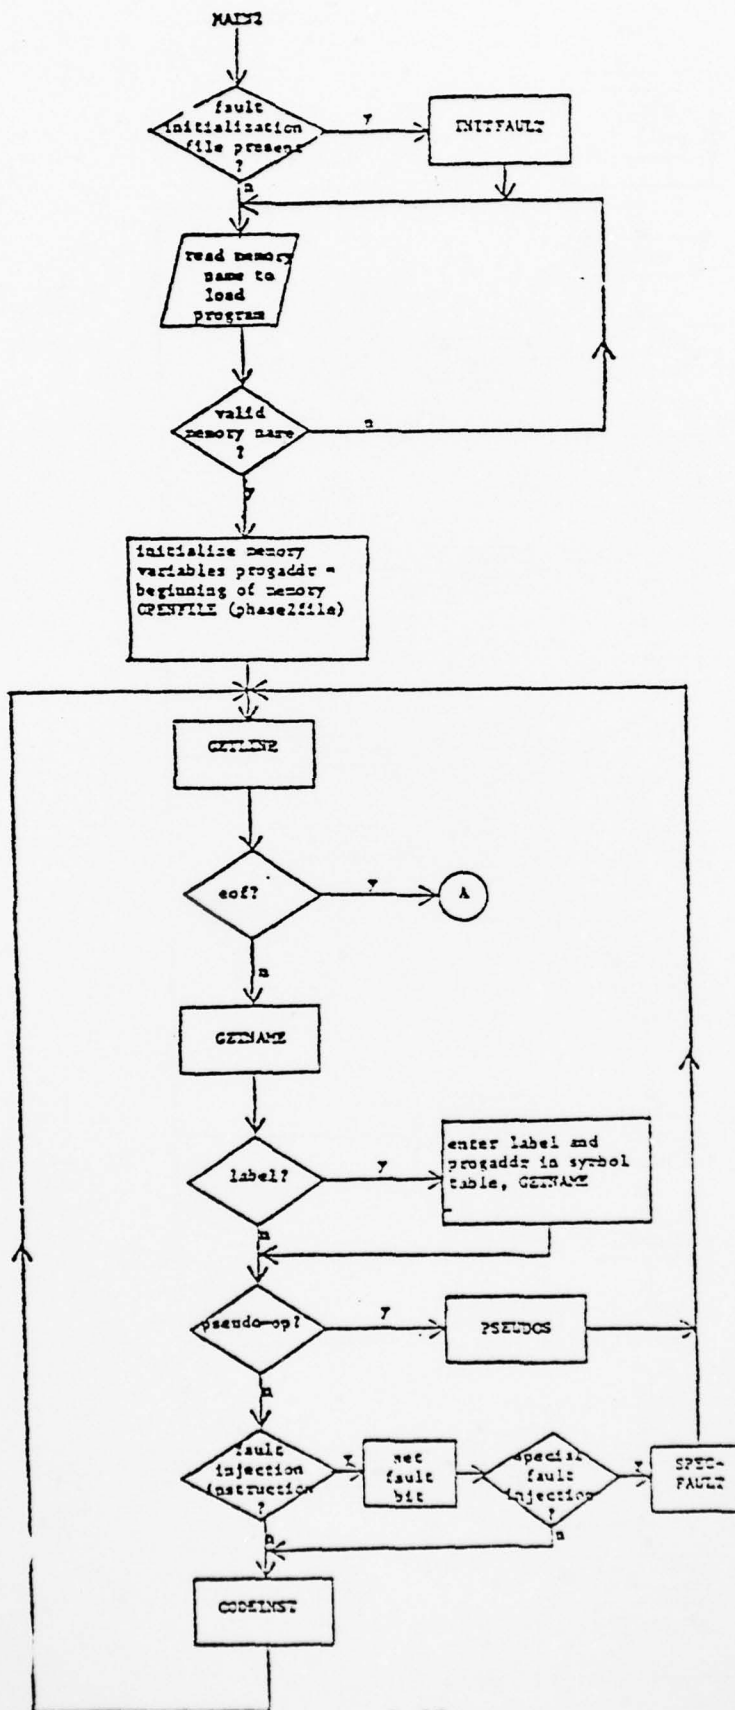 MAIN2
fault
initialization
file present
?
y
INITFAULT
n
read memory
name to
load
program
valid
memory name
?
n
y
initialize memory
variables progaddr =
beginning of memory
OPENFILE (phase2file)
GETLINE
eof?
y
A
n
GETNAME
label?
y
enter label and
progaddr in symbol
table, GETNAME
n
pseudo-op?
y
PSEUDOS
n
fault
injection
instruction
?
y
set
fault
bit
special
fault
injection
?
y
SPEC-
FAULT
n
n
CODEINST